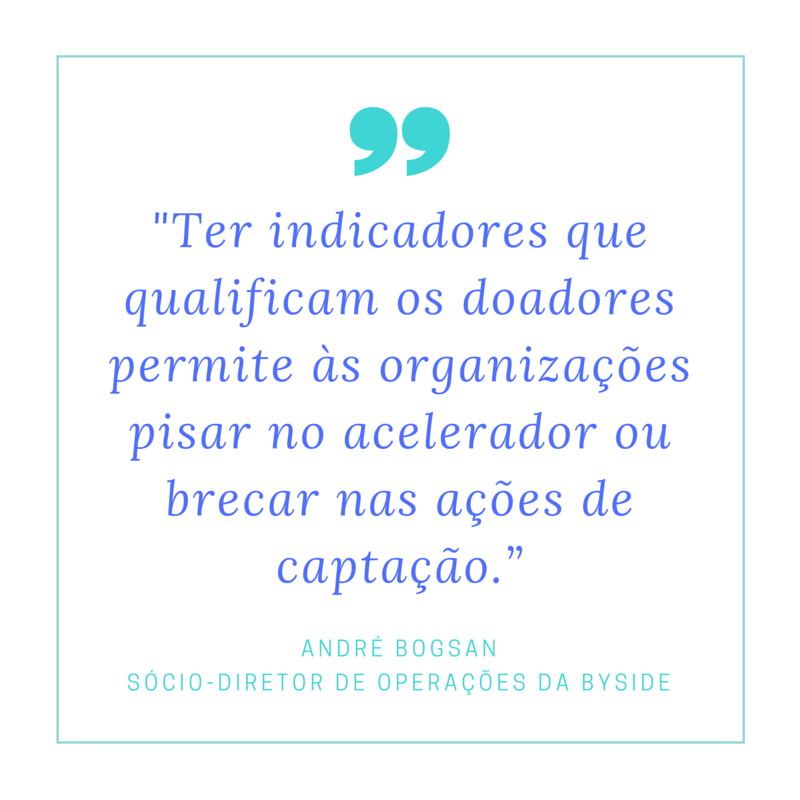 "Ter indicadores que
qualificam os doadores
permite às organizações
pisar no acelerador ou
brecar nas ações de
captação.”
ANDRÉ BOGSAN
SÓCIO-DIRETOR DE OPERAÇÕES DA BYSIDE